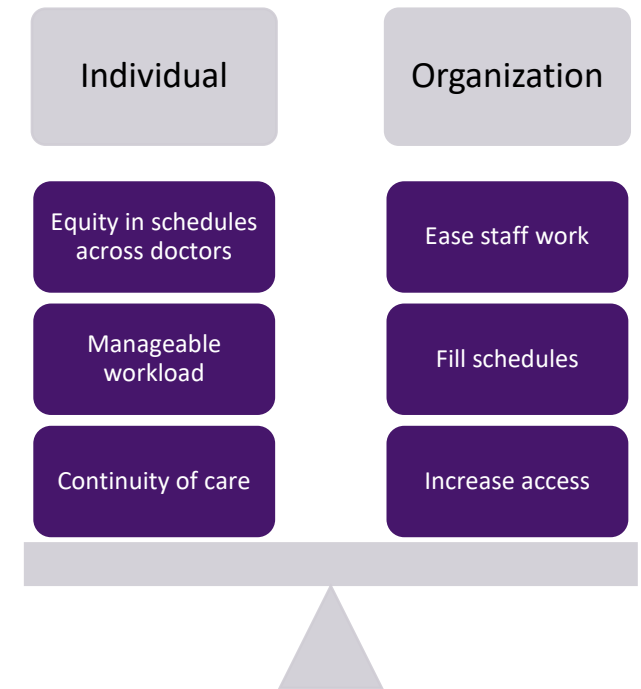 Individual
Organization
Equity in schedules
across doctors
Ease staff work
Manageable
workload
Fill schedules
Continuity of care
Increase access